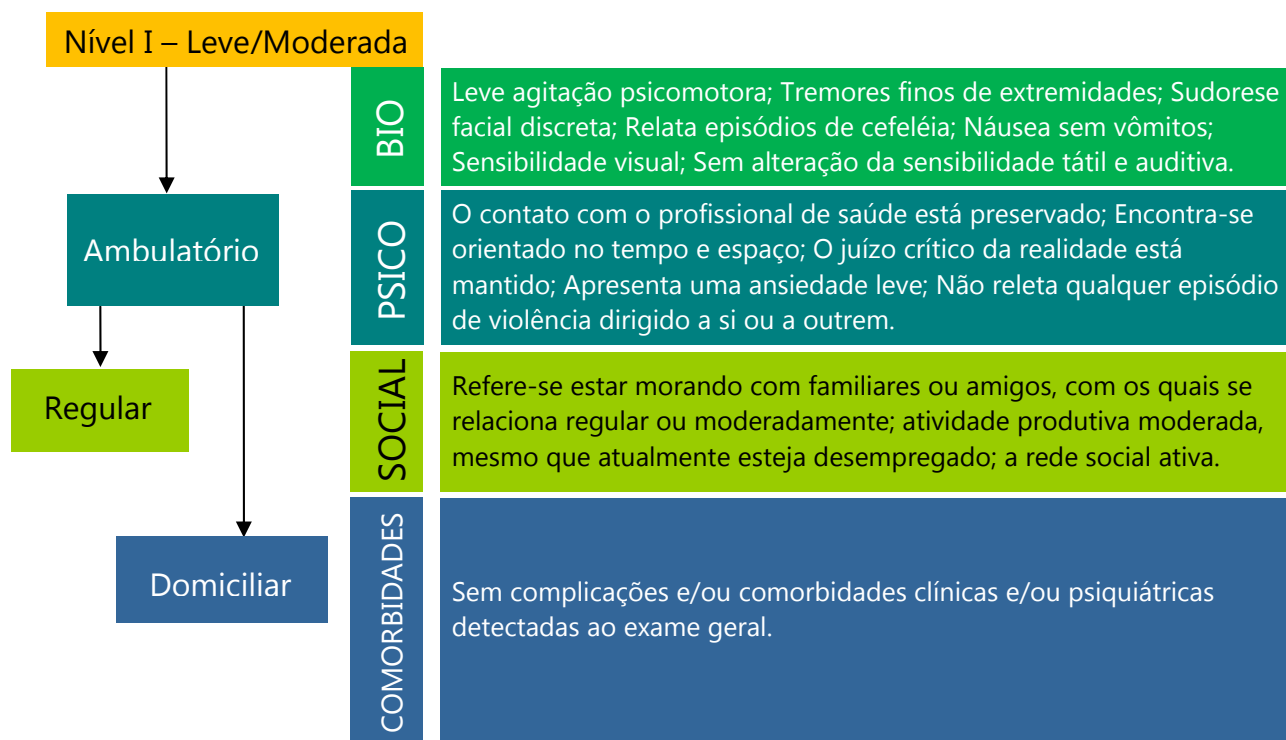 Nível I – Leve/Moderada
Ambulatório
Regular
Domiciliar
BIO
Leve agitação psicomotora; Tremores finos de extremidades; Sudorese
facial discreta; Relata episódios de cefeléia; Náusea sem vômitos;
Sensibilidade visual; Sem alteração da sensibilidade tátil e auditiva.
PSICO
O contato com o profissional de saúde está preservado; Encontra-se
orientado no tempo e espaço; O juízo crítico da realidade está
mantido; Apresenta uma ansiedade leve; Não releta qualquer episódio
de violência dirigido a si ou a outrem.
SOCIAL
Refere-se estar morando com familiares ou amigos, com os quais se
relaciona regular ou moderadamente; atividade produtiva moderada,
mesmo que atualmente esteja desempregado; a rede social ativa.
COMORBIDADES
Sem complicações e/ou comorbidades clínicas e/ou psiquiátricas
detectadas ao exame geral.